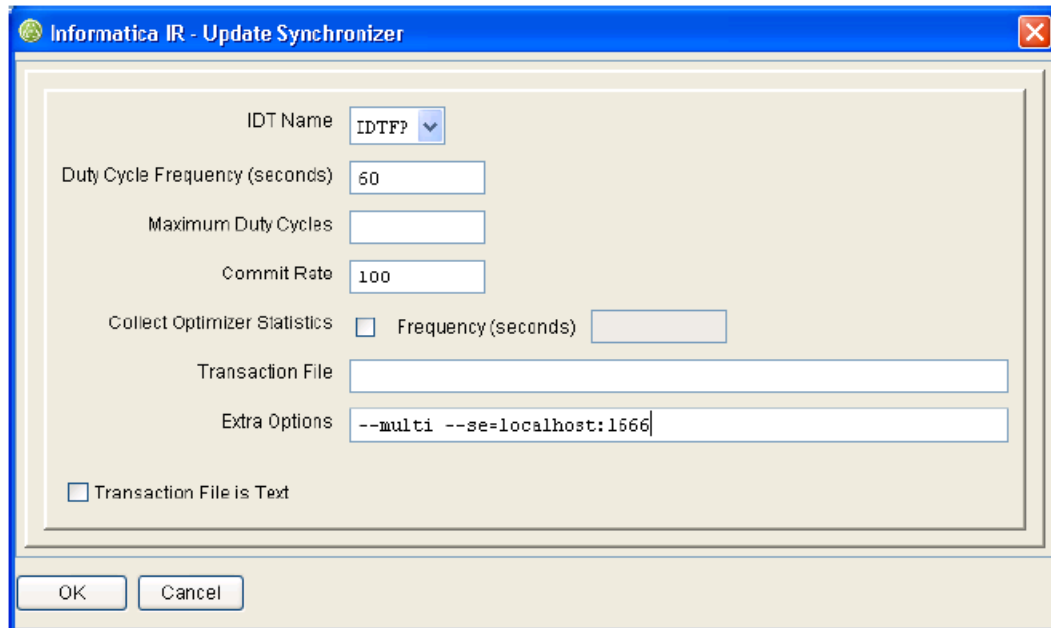 Informatica IR - Update Synchronizer
IDT Name IDTFP
Duty Cycle Frequency (seconds) 60
Maximum Duty Cycles
Commit Rate 100
Collect Optimizer Statistics Frequency (seconds)
Transaction File
Extra Options --multi --se=localhost:1666
Transaction File is Text
OK Cancel